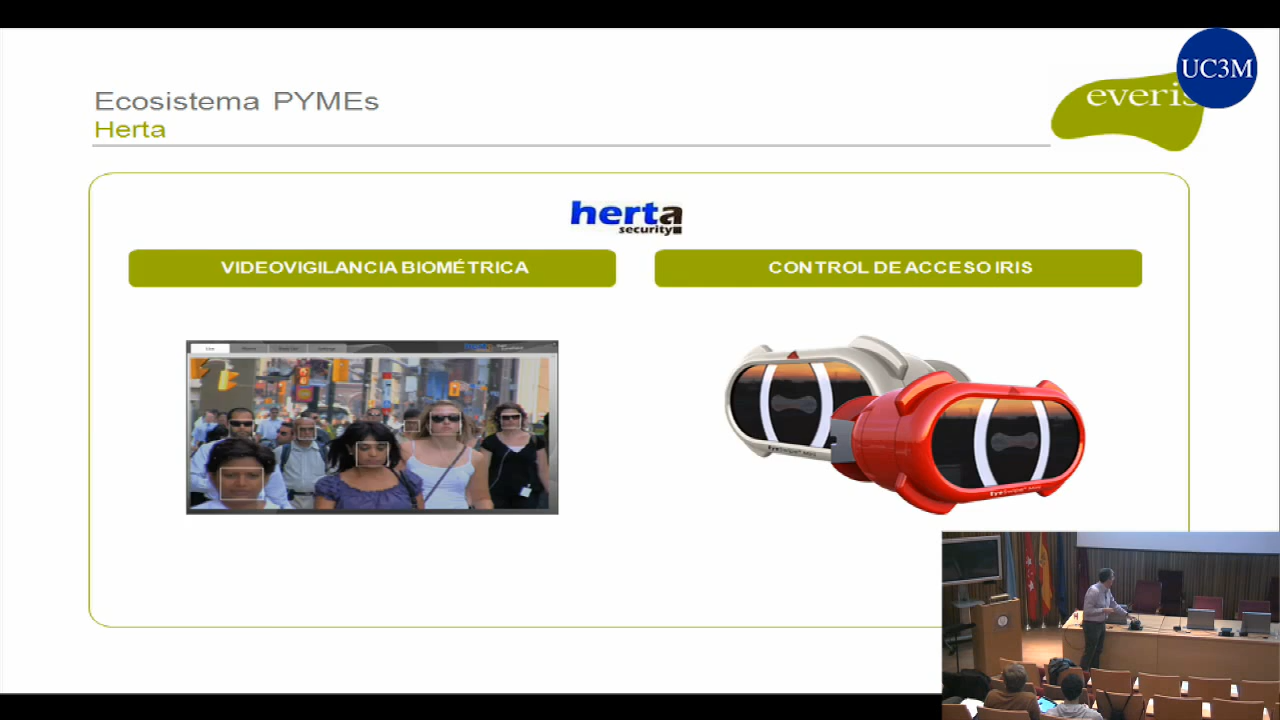 UC3M
everis
Ecosistema PYMEs
Herta
herta
security
VIDEOVIGILANCIA BIOMÉTRICA
CONTROL DE ACCESO IRIS